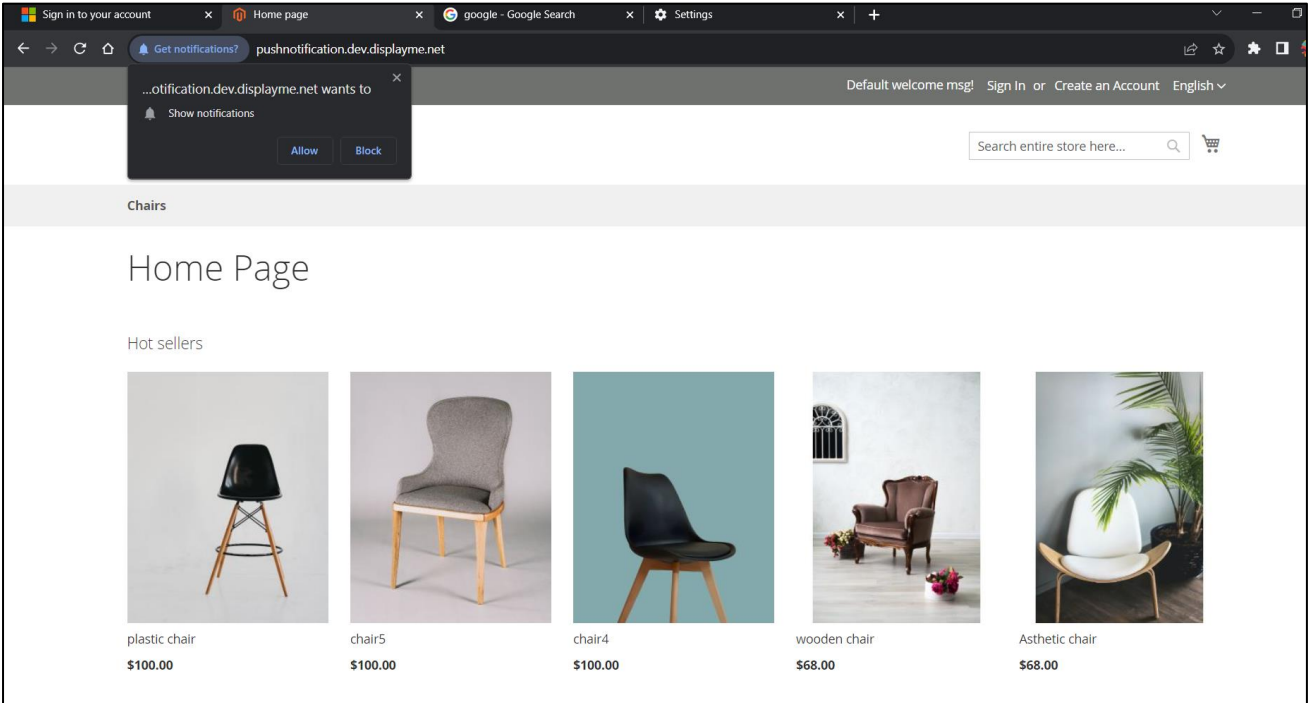 Sign in to your account
Home page
google - Google Search
Settings
Get notifications?
pushnotification.dev.displayme.net
...otification.dev.displayme.net wants to
Show notifications
Allow
Block
Default welcome msg! Sign In or Create an Account English
Search entire store here...
Chairs
Home Page
Hot sellers
plastic chair
$100.00
chair5
$100.00
chair4
$100.00
wooden chair
$68.00
Asthetic chair
$68.00